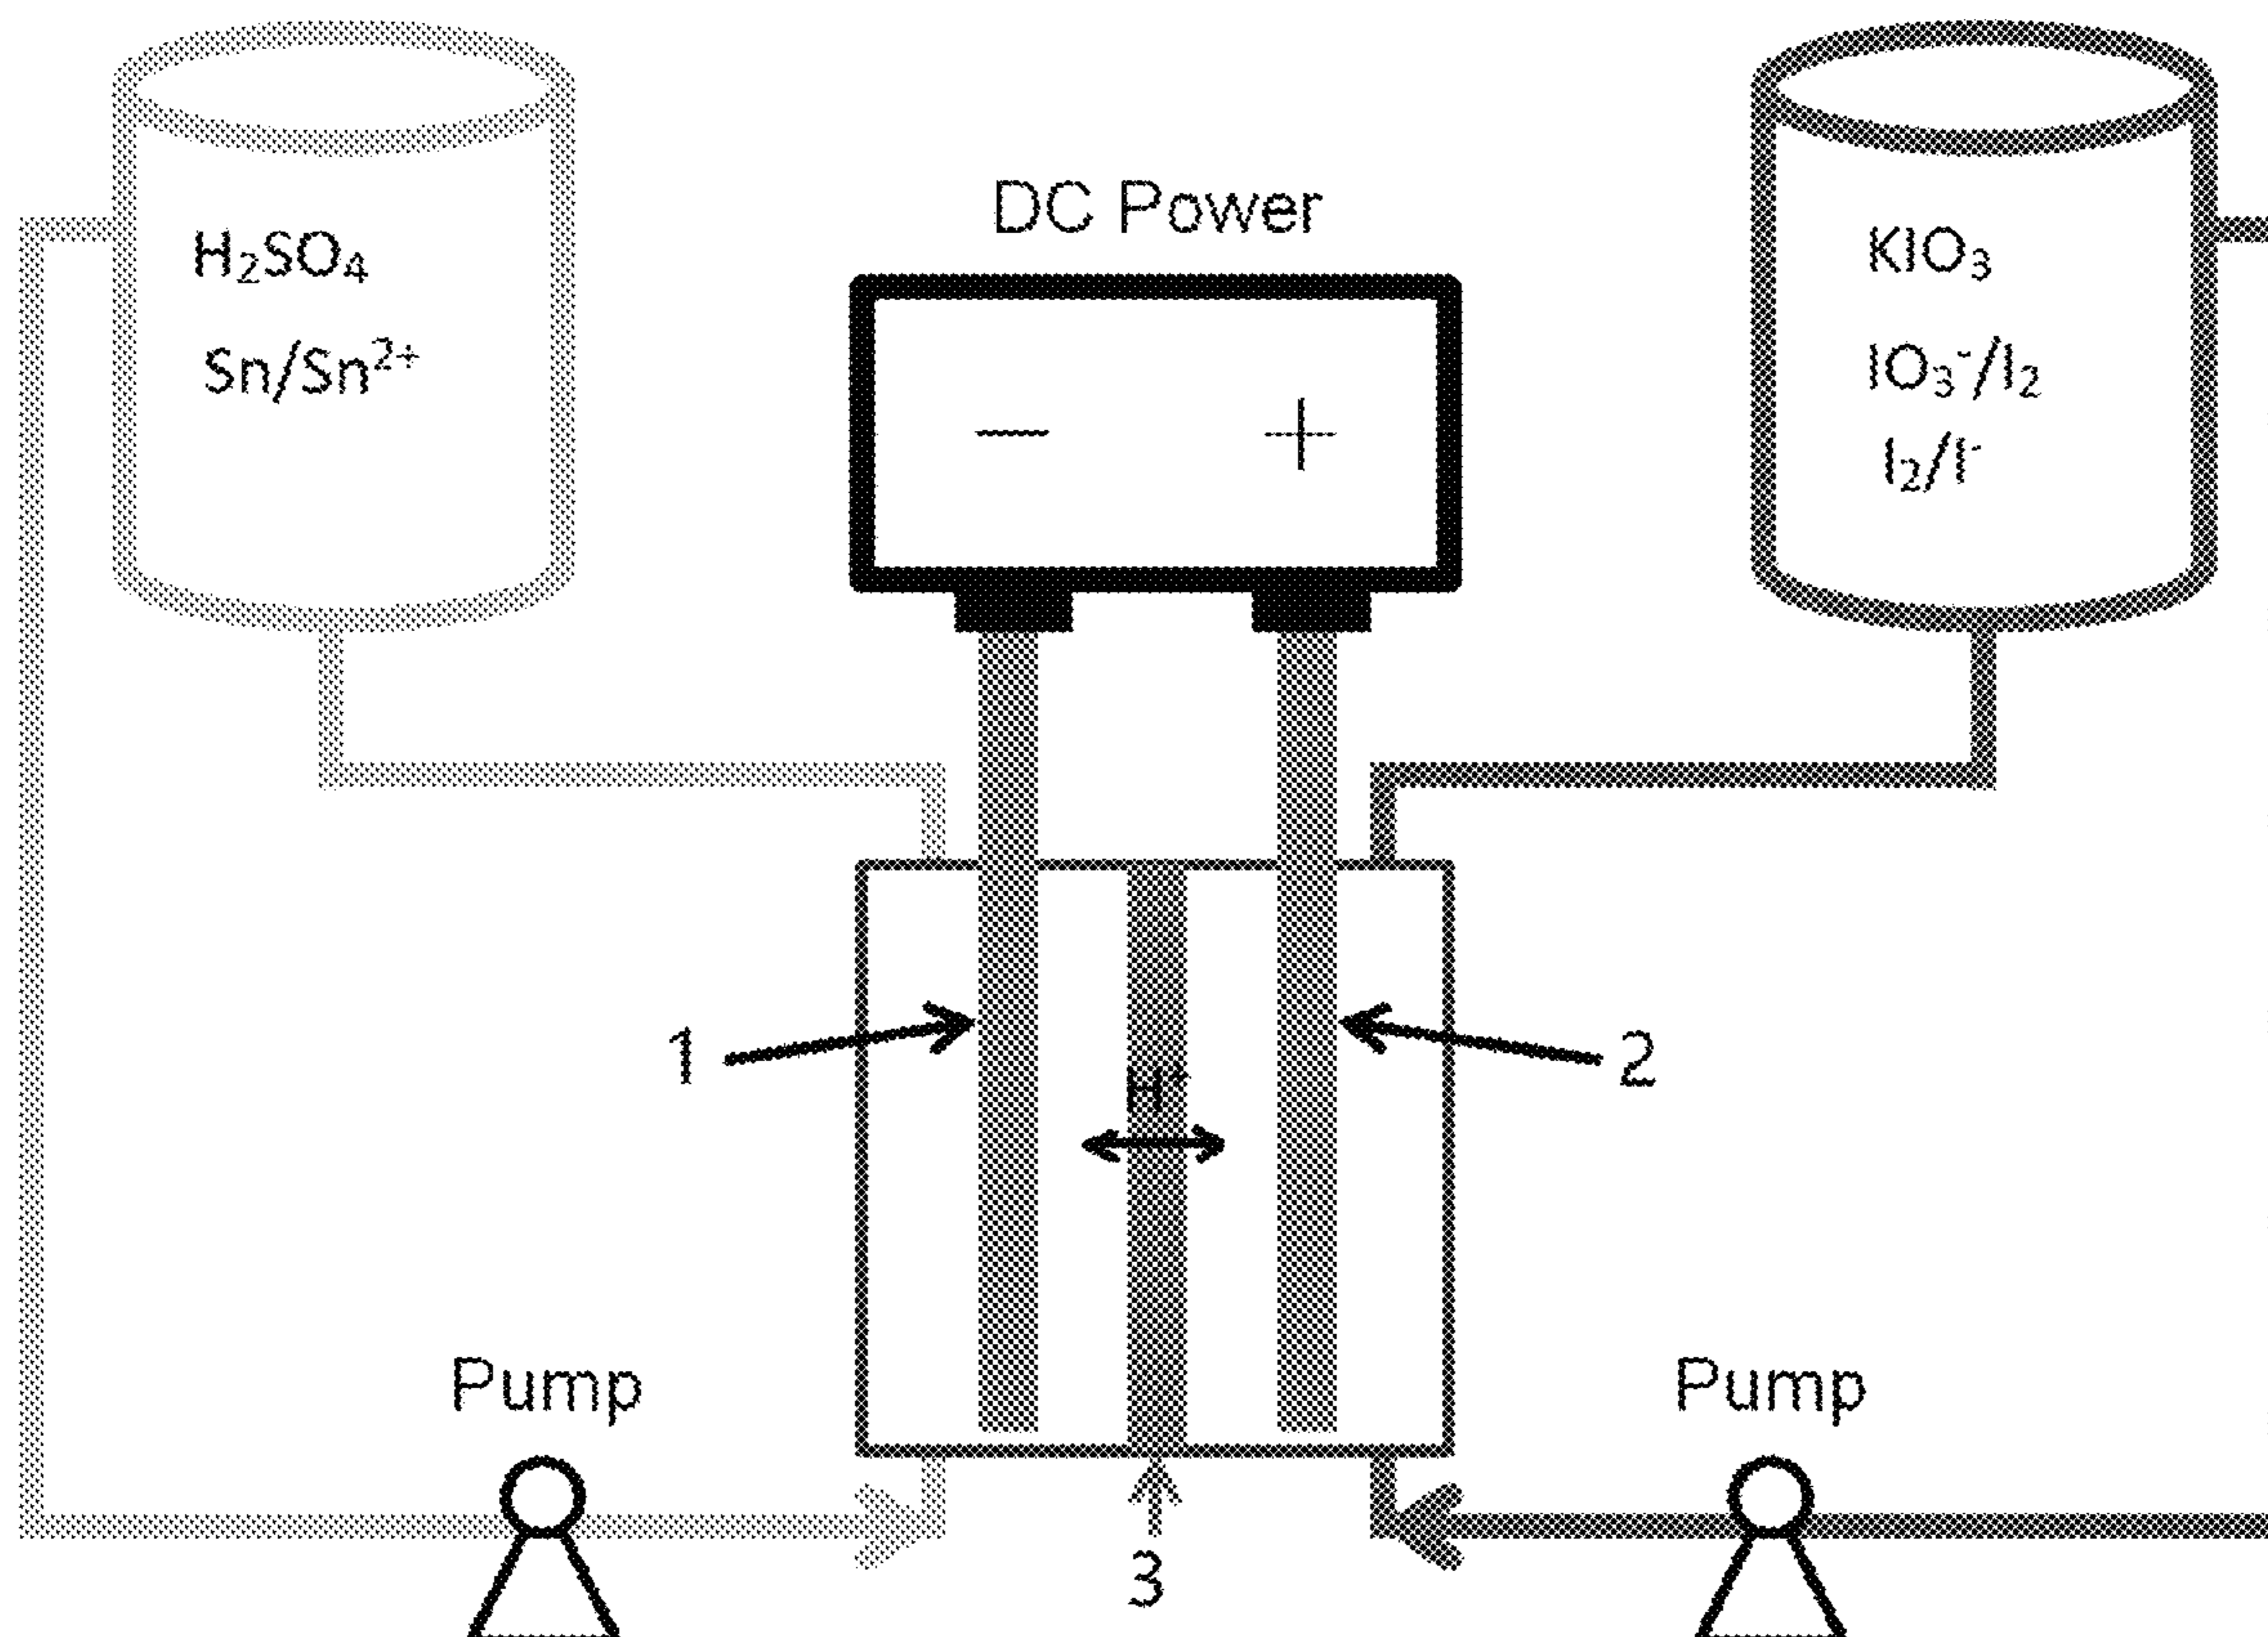 H₂SO₄
Sn/Sn²⁺
DC Power
− +
KIO₃
IO₃⁻/I₂
I₂/I⁻
1
H⁺
2
Pump
Pump
3